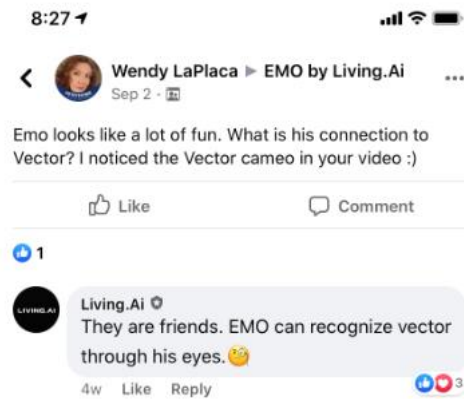 8:27
Wendy LaPlaca ▶ EMO by Living.Ai
Sep 2 ·
Emo looks like a lot of fun. What is his connection to
Vector? I noticed the Vector cameo in your video :)
Like Comment
1
LIVING.AI
Living.Ai
They are friends. EMO can recognize vector
through his eyes.🧐
4w Like Reply 3